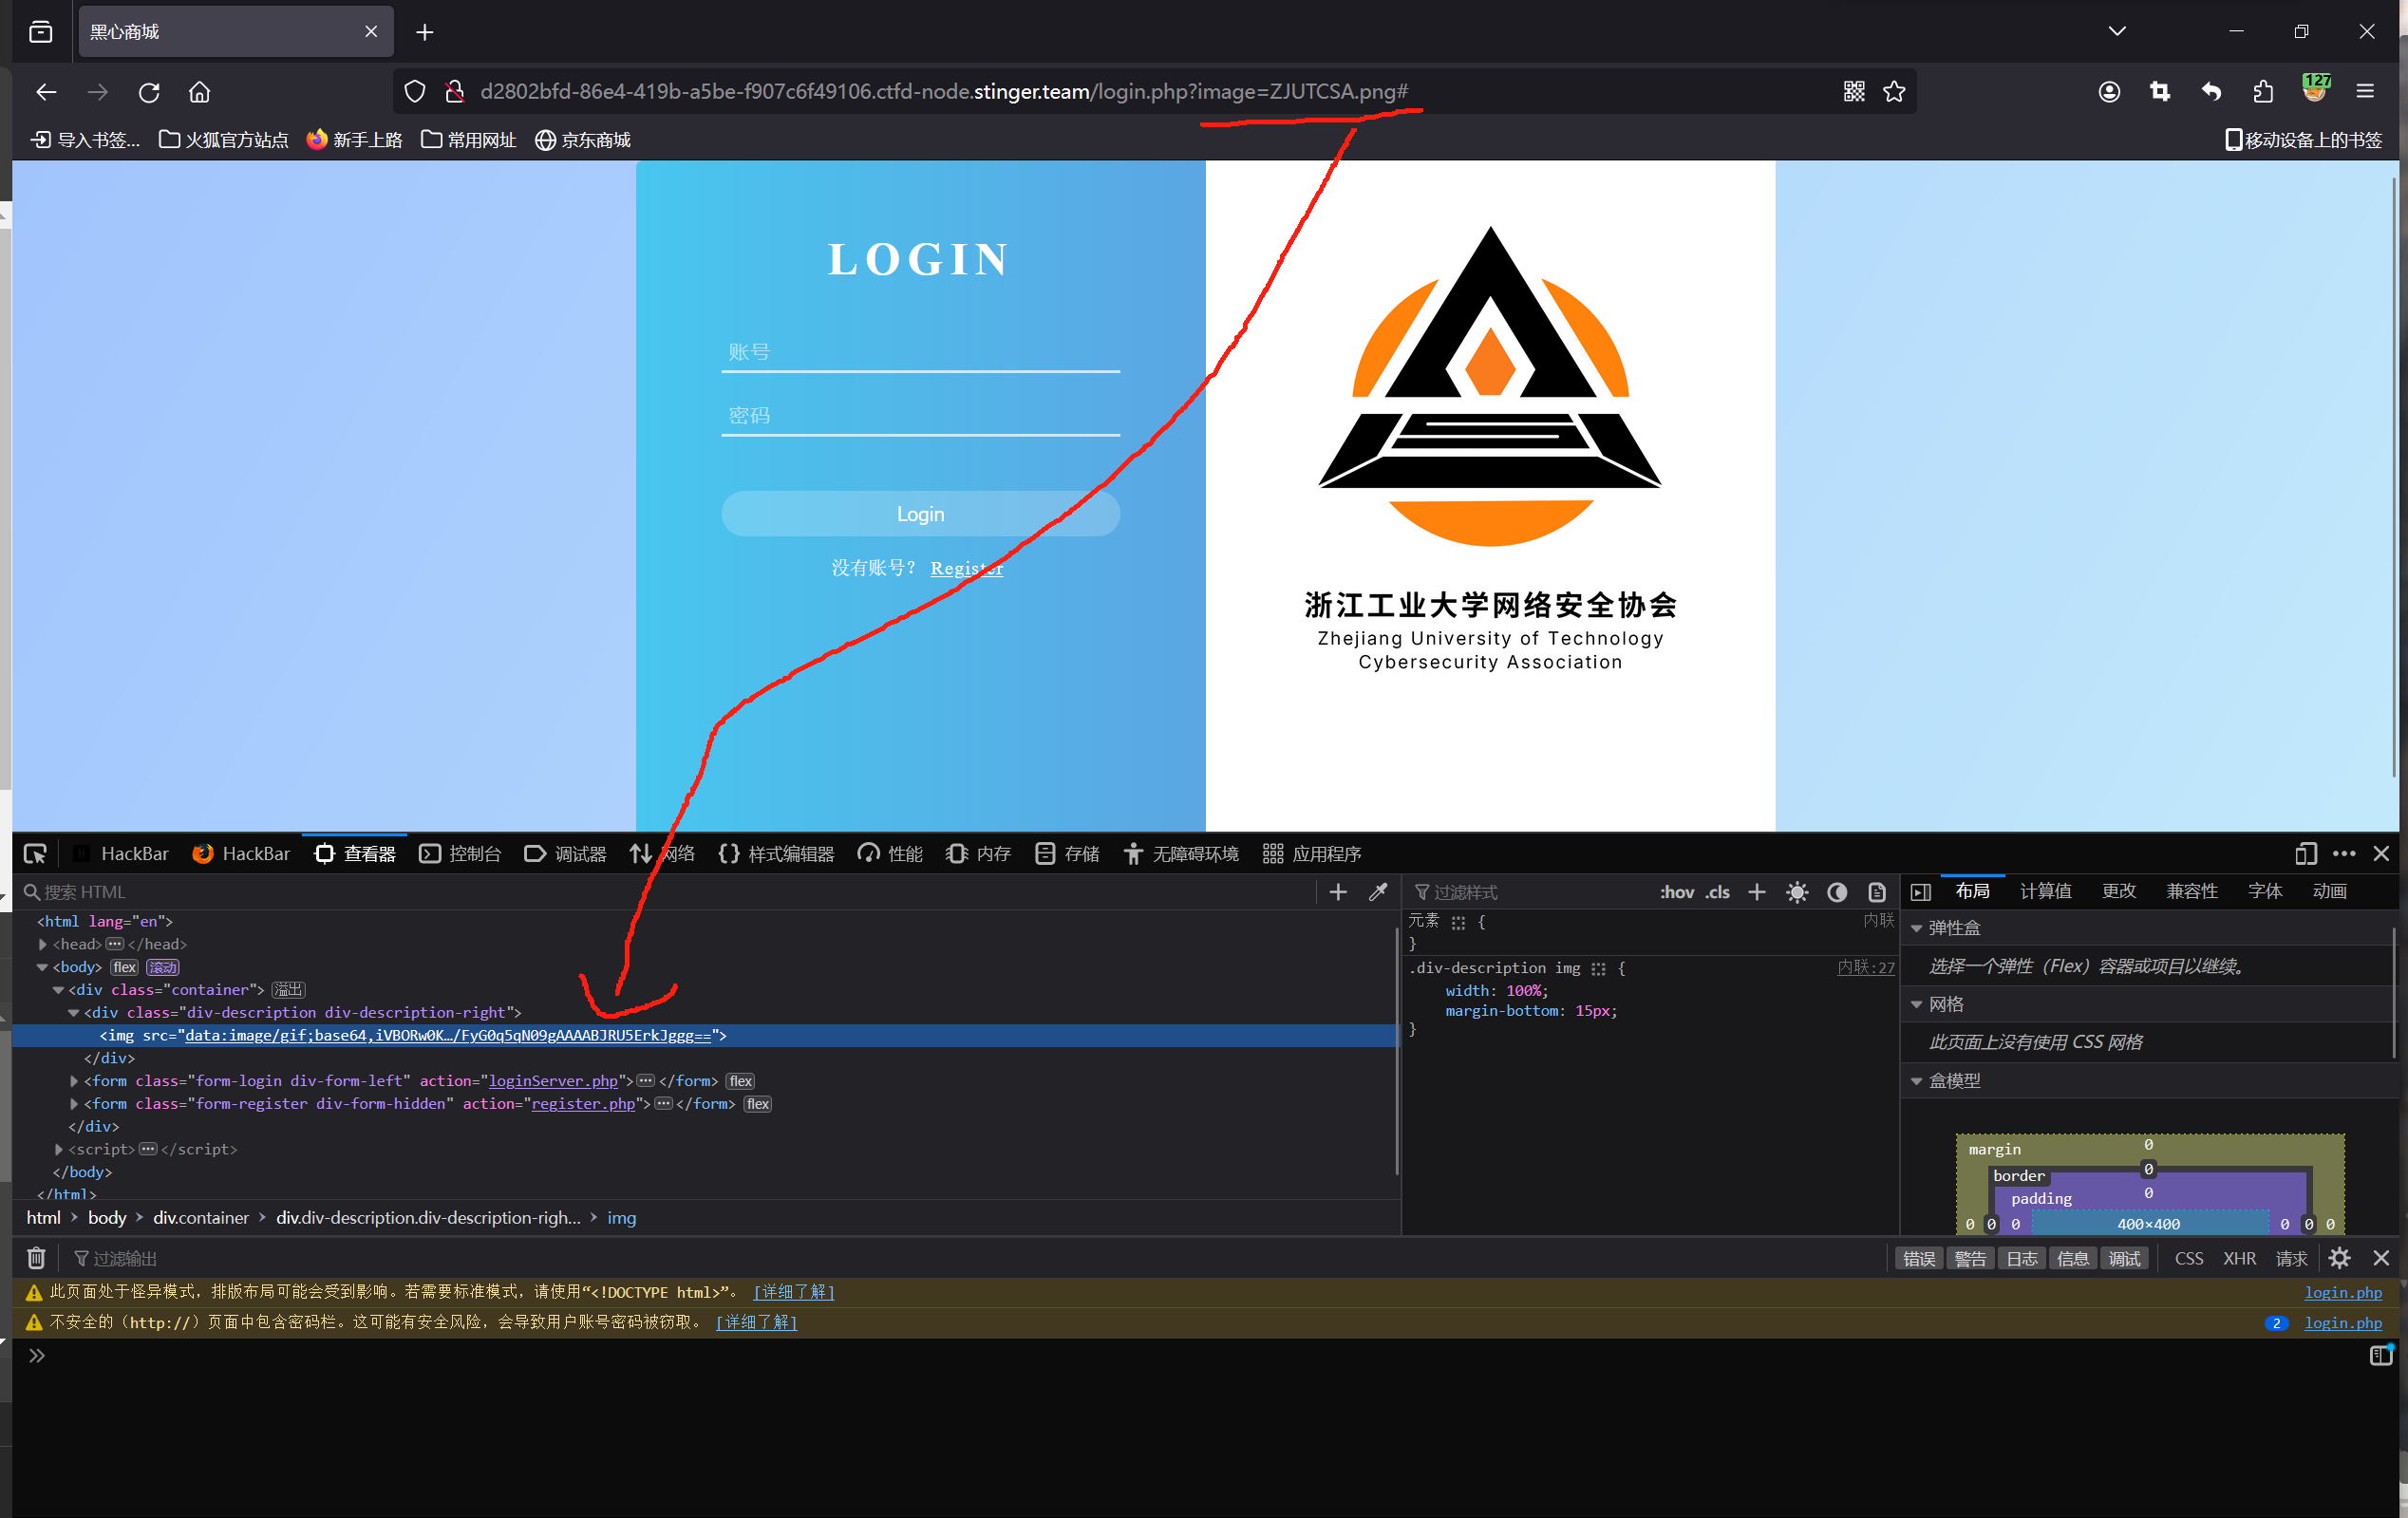 黑心商城
d2802bfd-86e4-419b-a5be-f907c6f49106.ctfd-node.stinger.team/login.php?image=ZJUTCSA.png#
127
导入书签... 火狐官方站点 新手上路 常用网址 京东商城 移动设备上的书签
LOGIN
账号
密码
Login
没有账号? Register
浙江工业大学网络安全协会
Zhejiang University of Technology
Cybersecurity Association
HackBar HackBar 查看器 控制台 调试器 网络 样式编辑器 性能 内存 存储 无障碍环境 应用程序
搜索 HTML
<html lang="en">
<head>···</head>
<body> flex 滚动
<div class="container"> 溢出
<div class="div-description div-description-right">
<img src="data:image/gif;base64,iVBORw0K…/FyG0q5qN09gAAAABJRU5ErkJggg==">
</div>
<form class="form-login div-form-left" action="loginServer.php">···</form> flex
<form class="form-register div-form-hidden" action="register.php">···</form> flex
</div>
<script>···</script>
</body>
</html>
html > body > div.container > div.div-description.div-description-righ... > img
过滤样式 :hov .cls
元素 { 内联
}
.div-description img { 内联:27
width: 100%;
margin-bottom: 15px;
}
布局 计算值 更改 兼容性 字体 动画
弹性盒
选择一个弹性（Flex）容器或项目以继续。
网格
此页面上没有使用 CSS 网格
盒模型
margin 0
border 0
padding 0
0 0 0 400×400 0 0 0
过滤输出 错误 警告 日志 信息 调试 CSS XHR 请求
此页面处于怪异模式，排版布局可能会受到影响。若需要标准模式，请使用“<!DOCTYPE html>”。 [详细了解] login.php
不安全的（http://）页面中包含密码栏。这可能有安全风险，会导致用户账号密码被窃取。 [详细了解] 2 login.php